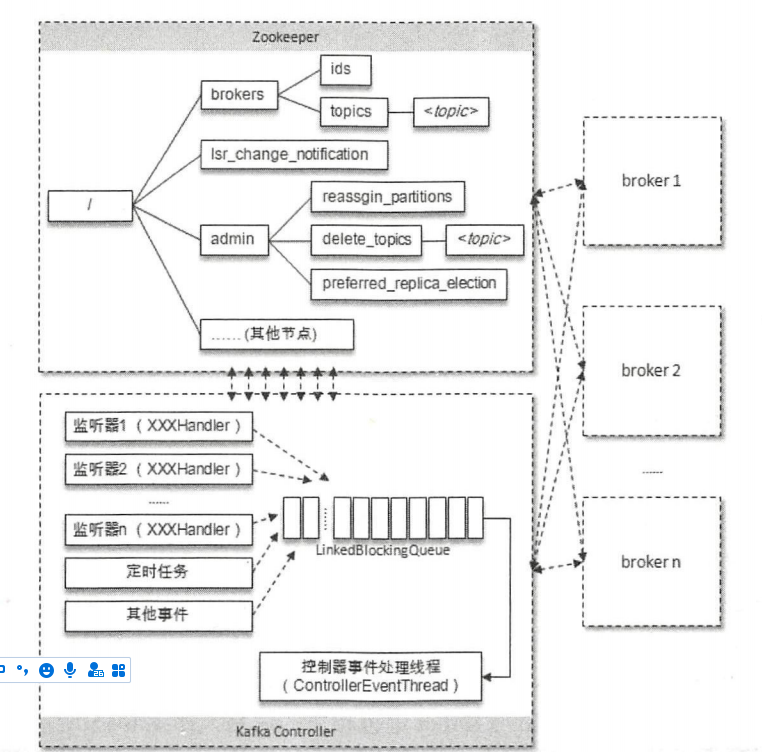 Zookeeper
ids
brokers
topics
<topic>
lsr_change_notification
/
reassgin_partitions
admin
delete_topics
<topic>
preferred_replica_election
……(其他节点)
broker 1
broker 2
……
broker n
监听器1（XXXHandler）
监听器2（XXXHandler）
……
监听器n（XXXHandler）
定时任务
其他事件
……
LinkedBlockingQueue
控制器事件处理线程
（ControllerEventThread）
Kafka Controller